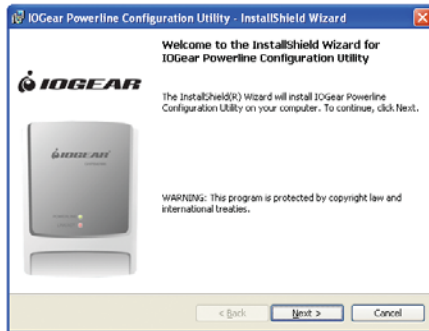 IOGear Powerline Configuration Utility - InstallShield Wizard
Welcome to the InstallShield Wizard for
IOGear Powerline Configuration Utility
IOGEAR
The InstallShield(R) Wizard will install IOGear Powerline
Configuration Utility on your computer. To continue, click Next.
IOGEAR
WARNING: This program is protected by copyright law and
international treaties.
< Back
Next >
Cancel